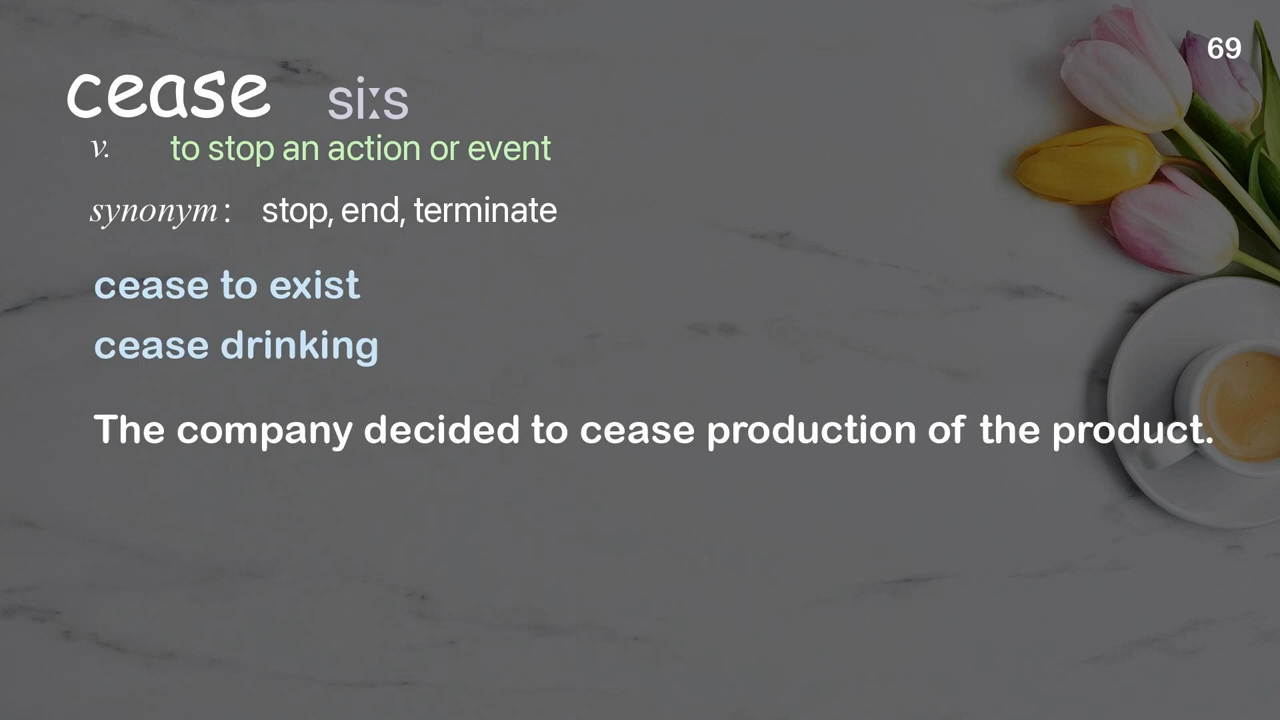 69
cease si:s
v. to stop an action or event
synonym: stop, end, terminate
cease to exist
cease drinking
The company decided to cease production of the product.